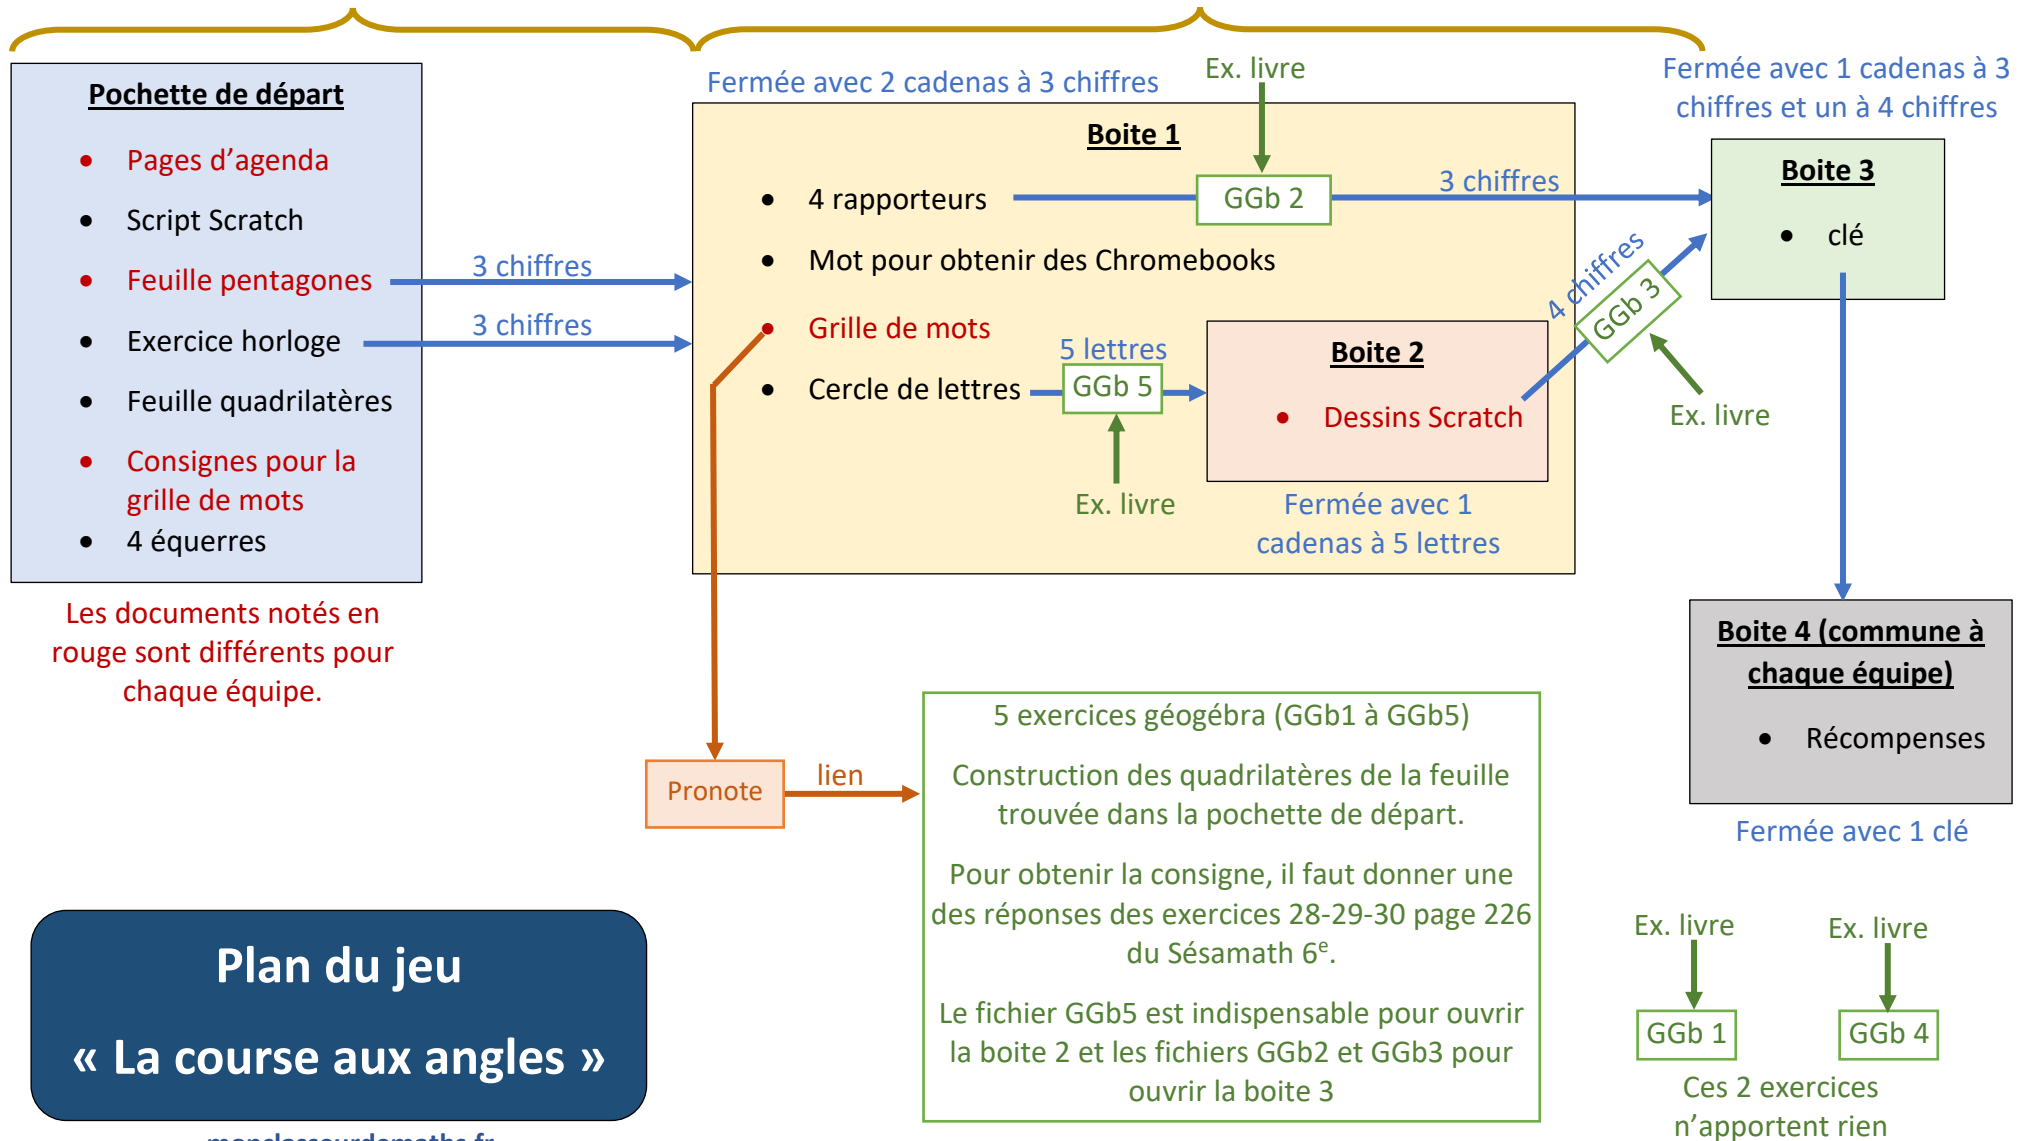 Pochette de départ
Pages d'agenda
Script Scratch
Feuille pentagones
Exercice horloge
Feuille quadrilatères
Consignes pour la
grille de mots
4 équerres
Les documents notés en
rouge sont différents pour
chaque équipe.
3 chiffres
3 chiffres
Fermée avec 2 cadenas à 3 chiffres
Ex. livre
Boite 1
4 rapporteurs
GGb 2
3 chiffres
Mot pour obtenir des Chromebooks
Grille de mots
Cercle de lettres
5 lettres
GGb 5
Ex. livre
Boite 2
Dessins Scratch
Fermée avec 1
cadenas à 5 lettres
4 chiffres
GGb 3
Ex. livre
Fermée avec 1 cadenas à 3
chiffres et un à 4 chiffres
Boite 3
clé
Boite 4 (commune à
chaque équipe)
Récompenses
Fermée avec 1 clé
Pronote
lien
5 exercices géogébra (GGb1 à GGb5)
Construction des quadrilatères de la feuille
trouvée dans la pochette de départ.
Pour obtenir la consigne, il faut donner une
des réponses des exercices 28-29-30 page 226
du Sésamath 6e.
Le fichier GGb5 est indispensable pour ouvrir
la boite 2 et les fichiers GGb2 et GGb3 pour
ouvrir la boite 3
Ex. livre
GGb 1
Ex. livre
GGb 4
Ces 2 exercices
n'apportent rien
Plan du jeu
« La course aux angles »
monclasseurdemaths.fr